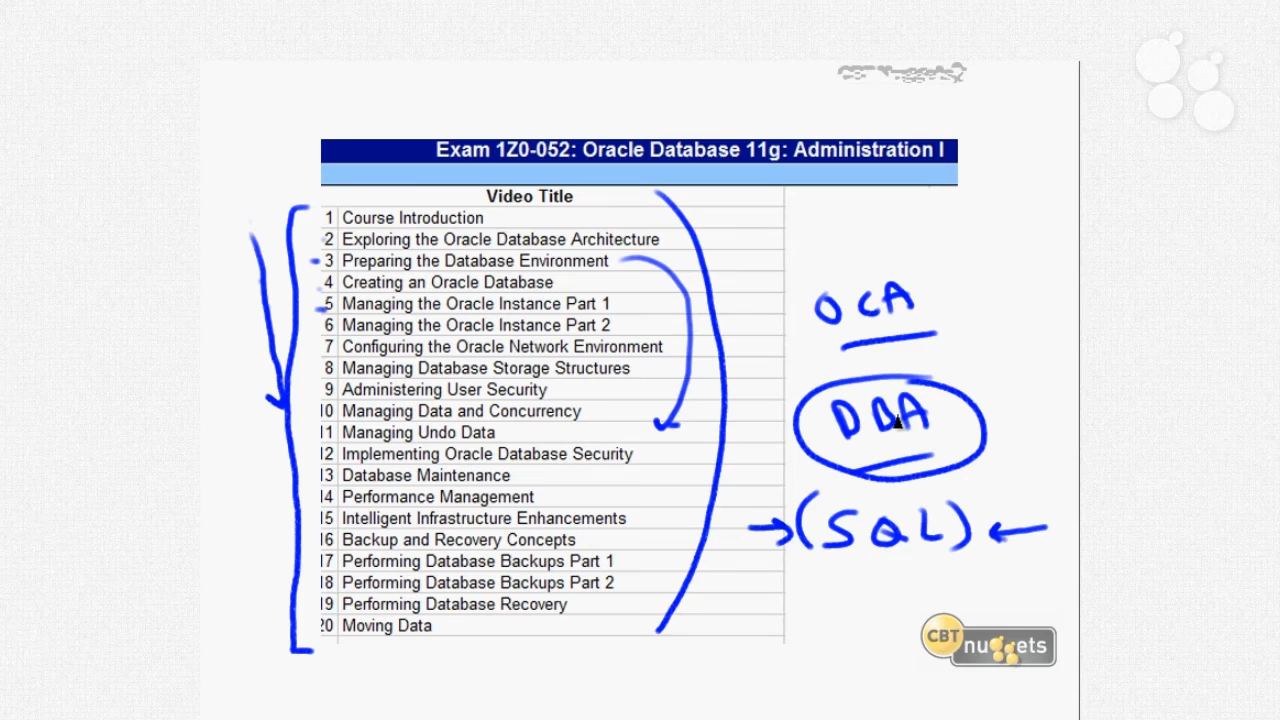 Exam 1Z0-052: Oracle Database 11g: Administration I
Video Title
1 Course Introduction
2 Exploring the Oracle Database Architecture
3 Preparing the Database Environment
4 Creating an Oracle Database
5 Managing the Oracle Instance Part 1
6 Managing the Oracle Instance Part 2
7 Configuring the Oracle Network Environment
8 Managing Database Storage Structures
9 Administering User Security
10 Managing Data and Concurrency
11 Managing Undo Data
12 Implementing Oracle Database Security
13 Database Maintenance
14 Performance Management
15 Intelligent Infrastructure Enhancements
16 Backup and Recovery Concepts
17 Performing Database Backups Part 1
18 Performing Database Backups Part 2
19 Performing Database Recovery
20 Moving Data
OCA
DBA
(SQL)
CBT nuggets